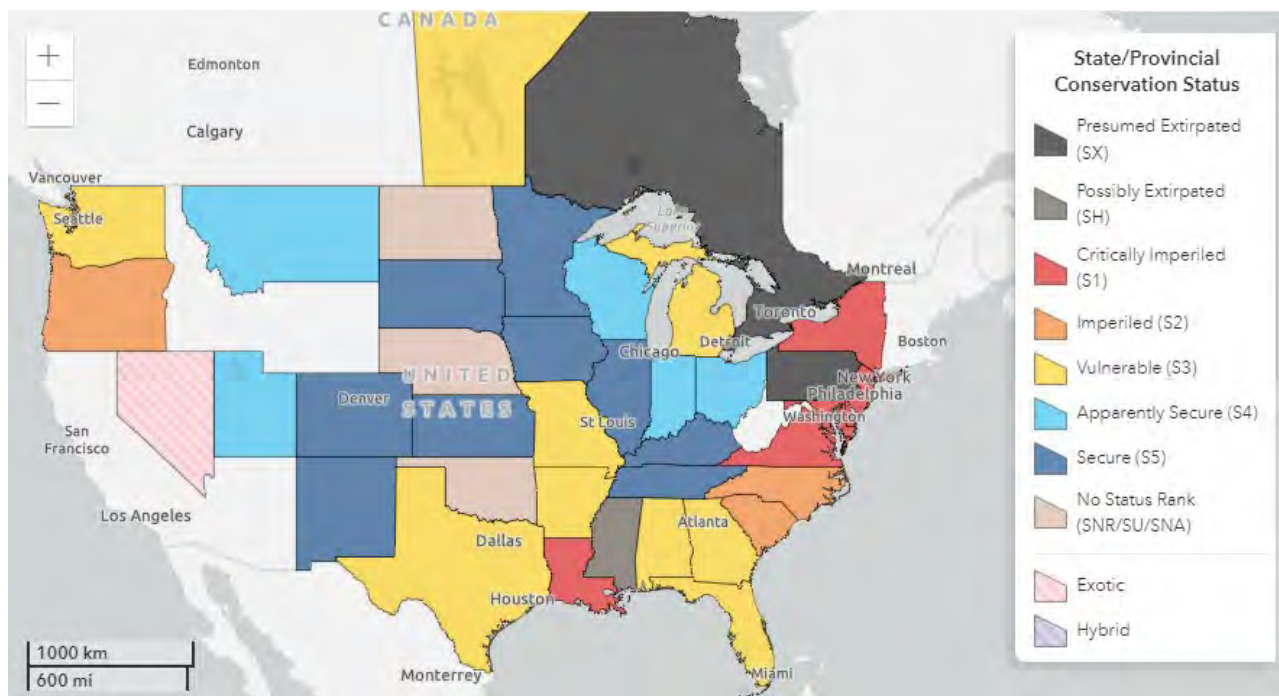 CANADA
+
−
Edmonton
Calgary
Vancouver
Seattle
Lake
Superior
Montreal
Toronto
Boston
Chicago
Detroit
New York
Philadelphia
Washington
UNITED
STATES
Denver
St Louis
San
Francisco
Los Angeles
Atlanta
Dallas
Houston
Monterrey
Miami
1000 km
600 mi
State/Provincial
Conservation Status
Presumed Extirpated
(SX)
Possibly Extirpated
(SH)
Critically Imperiled
(S1)
Imperiled (S2)
Vulnerable (S3)
Apparently Secure (S4)
Secure (S5)
No Status Rank
(SNR/SU/SNA)
Exotic
Hybrid